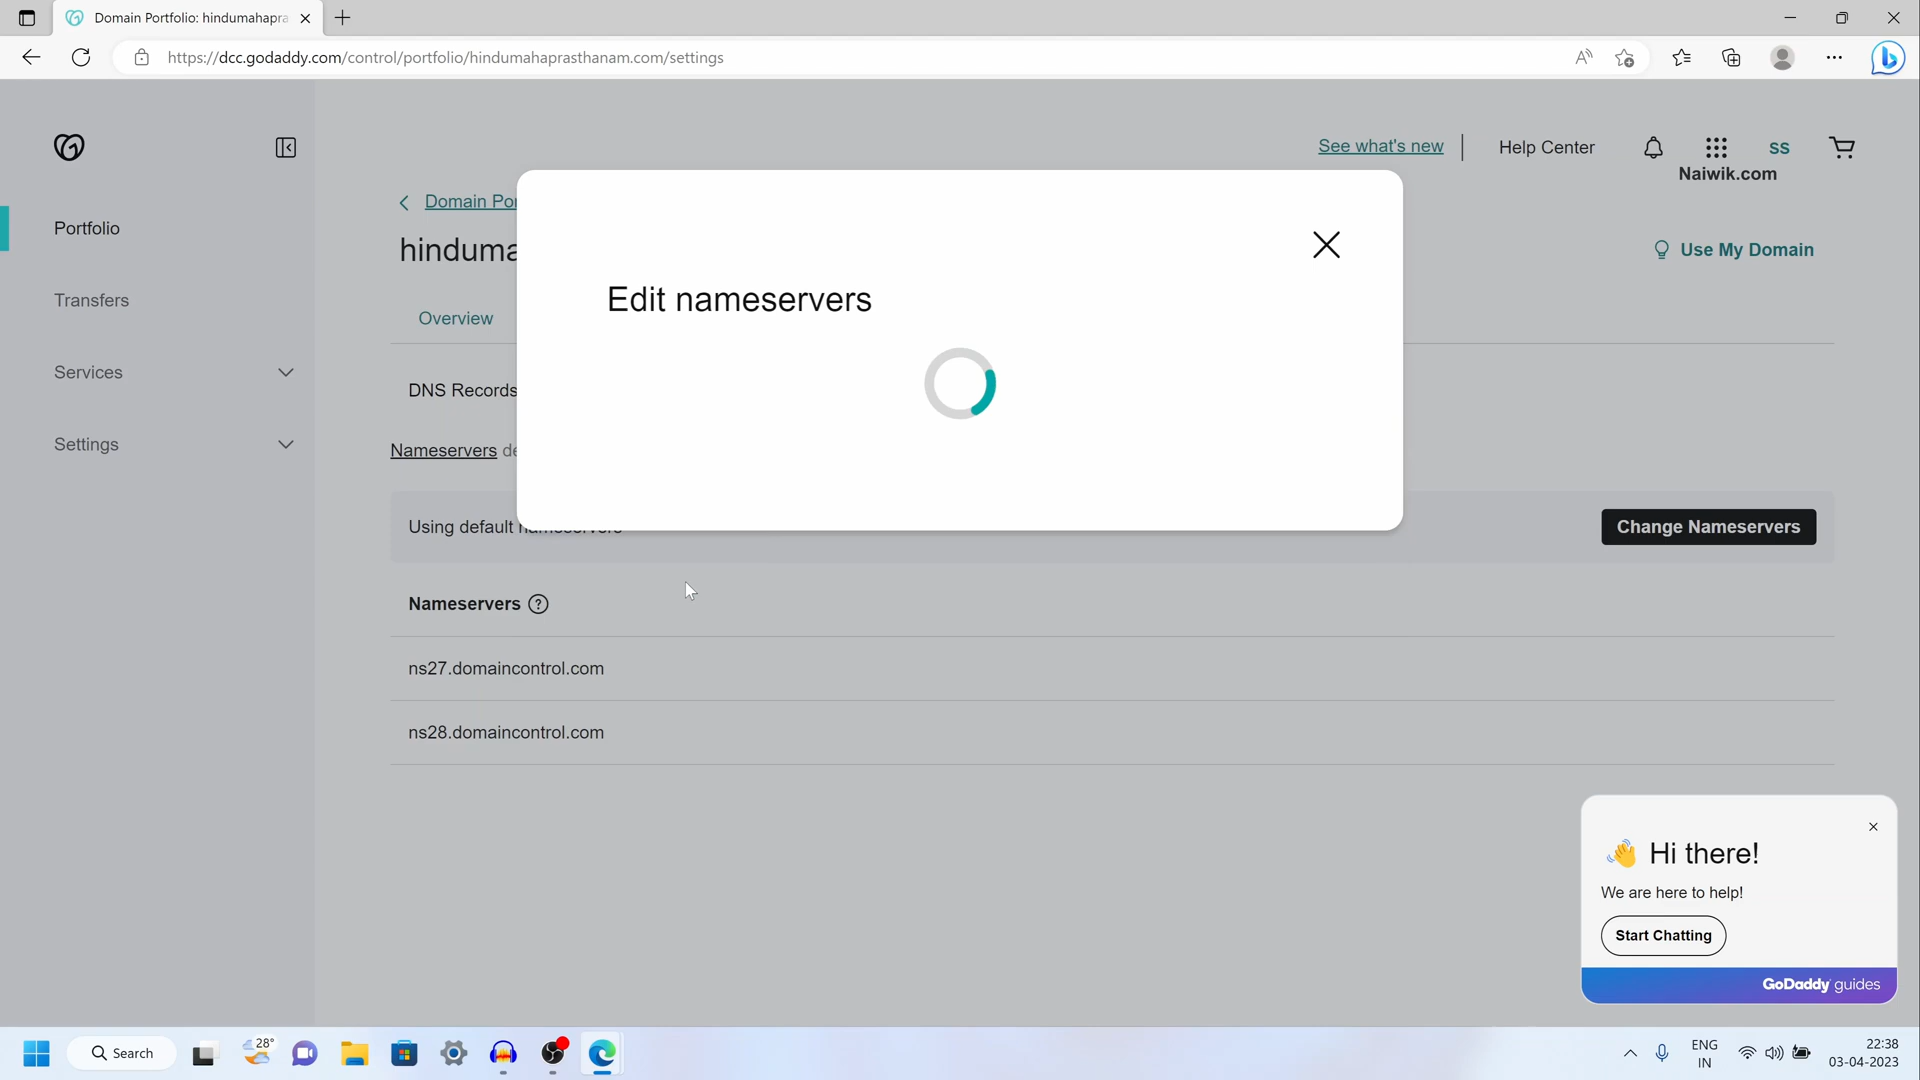 Domain Portfolio: hindumahapra
https://dcc.godaddy.com/control/portfolio/hindumahaprasthanam.com/settings
See what's new
Help Center
SS
Naiwik.com
Portfolio
Transfers
Services
Settings
Domain Por
hinduma
Use My Domain
Overview
Edit nameservers
DNS Records
Nameservers de
Using default nameservers
Change Nameservers
Nameservers ?
ns27.domaincontrol.com
ns28.domaincontrol.com
Hi there!
We are here to help!
Start Chatting
GoDaddy guides
Search
28°
ENG
IN
22:38
03-04-2023